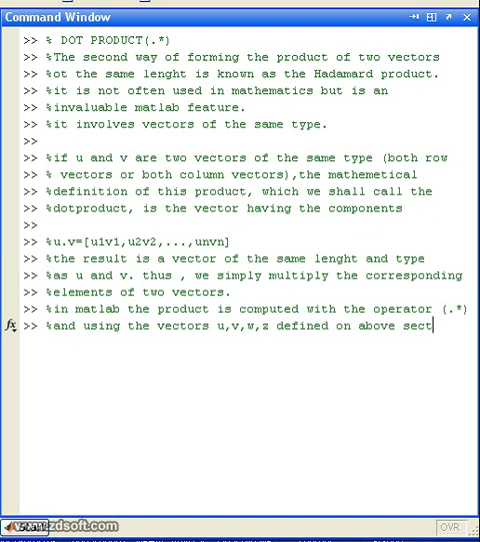 Command Window
>> % DOT PRODUCT(.*)
>> %The second way of forming the product of two vectors
>> %ot the same lenght is known as the Hadamard product.
>> %it is not often used in mathematics but is an
>> %invaluable matlab feature.
>> %it involves vectors of the same type.
>>
>> %if u and v are two vectors of the same type (both row
>> % vectors or both column vectors),the mathemetical
>> %definition of this product, which we shall call the
>> %dotproduct, is the vector having the components
>>
>> %u.v=[u1v1,u2v2,...,unvn]
>> %the result is a vector of the same lenght and type
>> %as u and v. thus , we simply multiply the corresponding
>> %elements of two vectors.
>> %in matlab the product is computed with the operator (.*)
fx >> %and using the vectors u,v,w,z defined on above sect
OVR